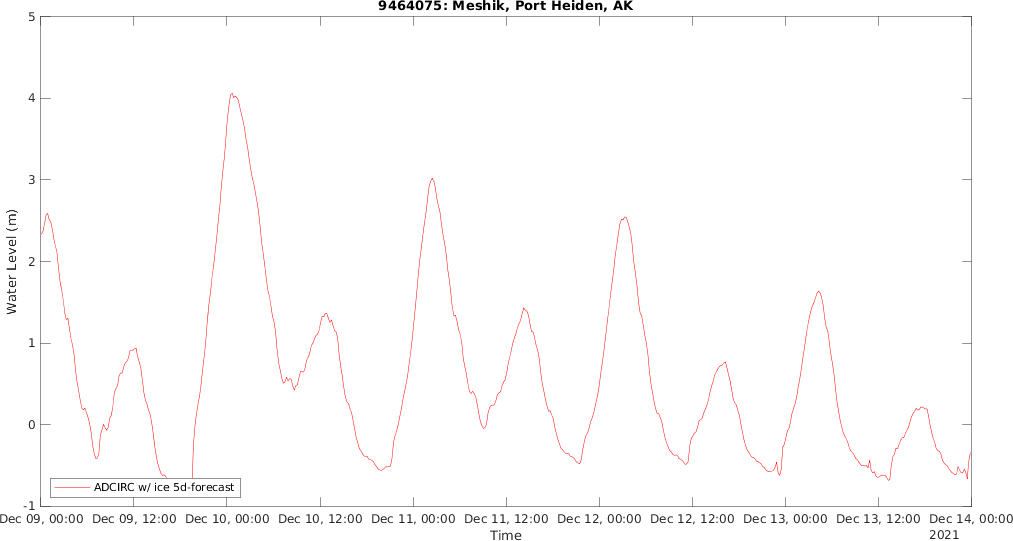 9464075: Meshik, Port Heiden, AK
5
4
3
2
1
0
-1
Water Level (m)
ADCIRC w/ ice 5d-forecast
Dec 09, 00:00 Dec 09, 12:00 Dec 10, 00:00 Dec 10, 12:00 Dec 11, 00:00 Dec 11, 12:00 Dec 12, 00:00 Dec 12, 12:00 Dec 13, 00:00 Dec 13, 12:00 Dec 14, 00:00
Time
2021